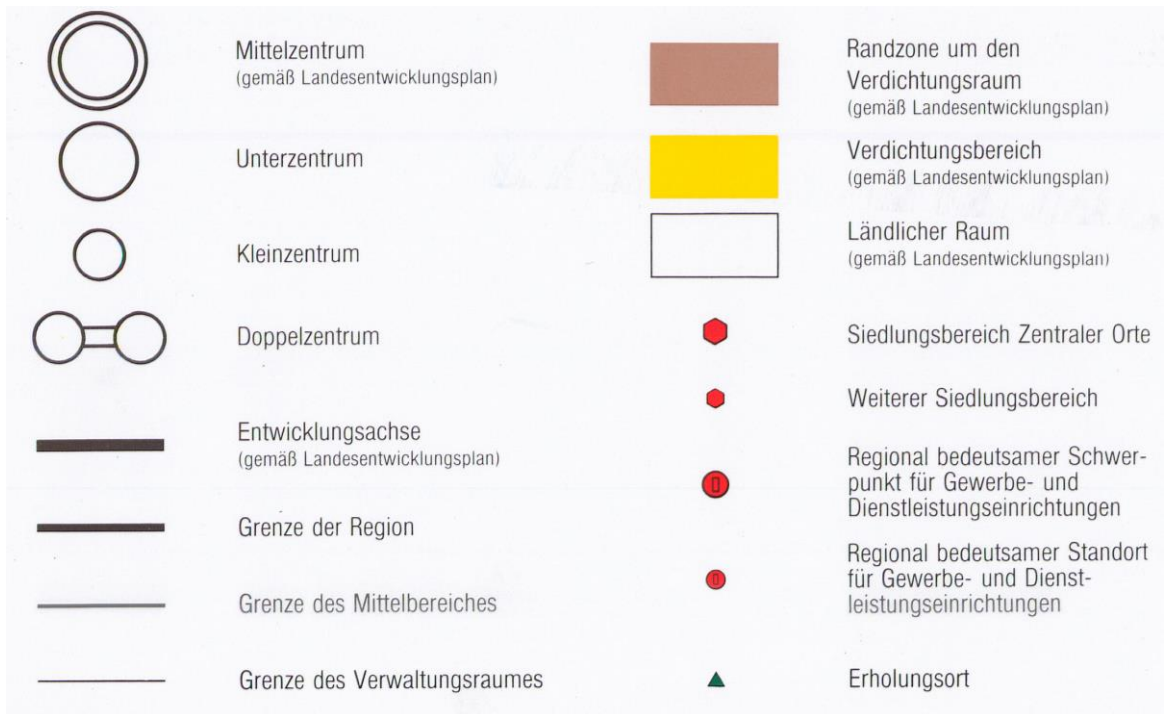 Mittelzentrum
(gemäß Landesentwicklungsplan)
Unterzentrum
Kleinzentrum
Doppelzentrum
Entwicklungsachse
(gemäß Landesentwicklungsplan)
Grenze der Region
Grenze des Mittelbereiches
Grenze des Verwaltungsraumes
Randzone um den
Verdichtungsraum
(gemäß Landesentwicklungsplan)
Verdichtungsbereich
(gemäß Landesentwicklungsplan)
Ländlicher Raum
(gemäß Landesentwicklungsplan)
Siedlungsbereich Zentraler Orte
Weiterer Siedlungsbereich
Regional bedeutsamer Schwer-
punkt für Gewerbe- und
Dienstleistungseinrichtungen
Regional bedeutsamer Standort
für Gewerbe- und Dienst-
leistungseinrichtungen
Erholungsort